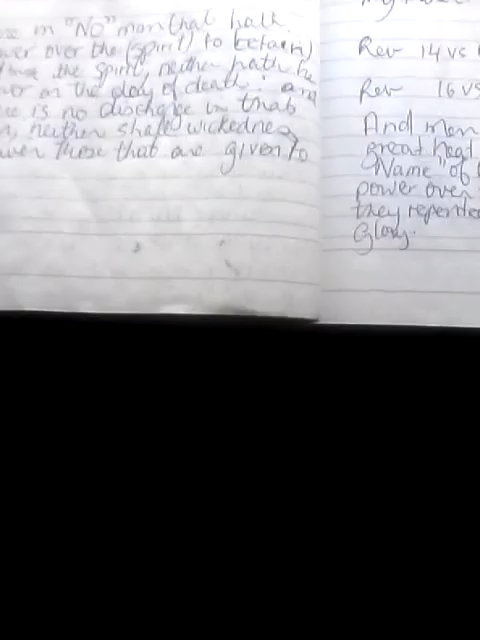 in "NO" man that hath
over the (spirit) to (retain)
the spirit, neither hath he
on the day of death: and
is no discharge in that
neither shall wickedness
those that are given to
Rev 14 vs
Rev 16 vs
And men
great heat
Name" of
power over
they repented
Glory.